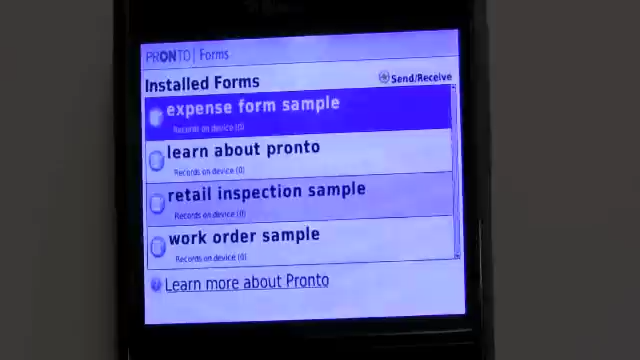 PRONTO | Forms
Installed Forms
Send/Receive
expense form sample
Records on device (0)
learn about pronto
Records on device (0)
retail inspection sample
Records on device (0)
work order sample
Records on device (0)
Learn more about Pronto